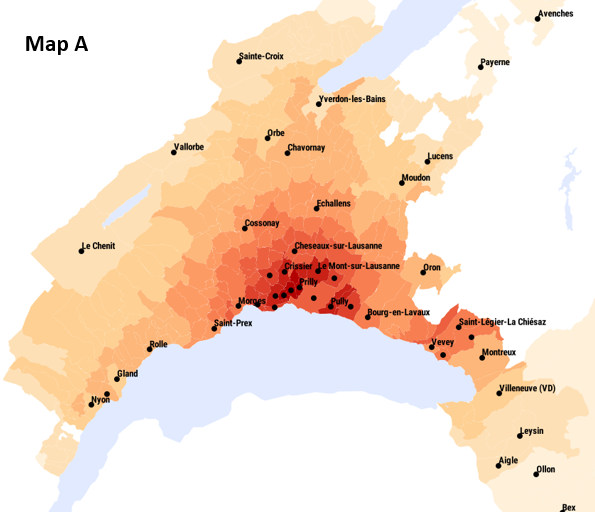 Map A
Avenches
Sainte-Croix
Payerne
Yverdon-les-Bains
Orbe
Vallorbe
Chavornay
Lucens
Moudon
Echallens
Cossonay
Le Chenit
Cheseaux-sur-Lausanne
Crissier
Le Mont-sur-Lausanne
Oron
Prilly
Morges
Pully
Bourg-en-Lavaux
Saint-Prex
Saint-Légier-La Chiésaz
Rolle
Vevey
Montreux
Gland
Villeneuve (VD)
Nyon
Leysin
Aigle
Ollon
Bex